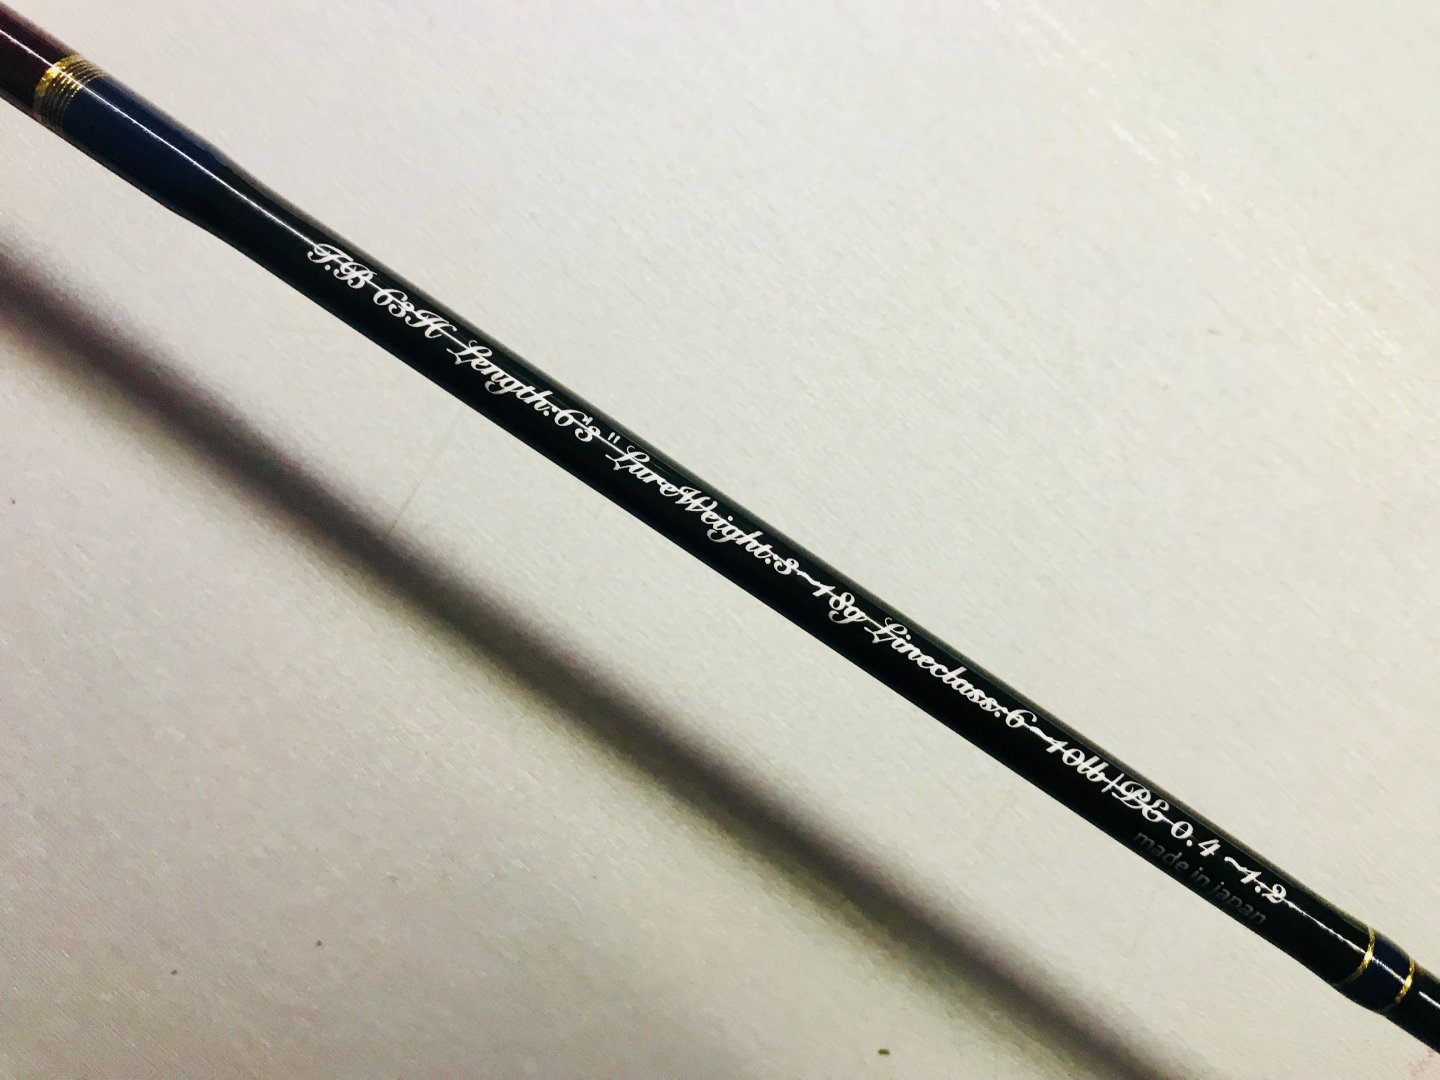 T.B 63H Length:6'3" LureWeight:3~18g Lineclass:6~10lb|PE 0.4~1.2
made in japan